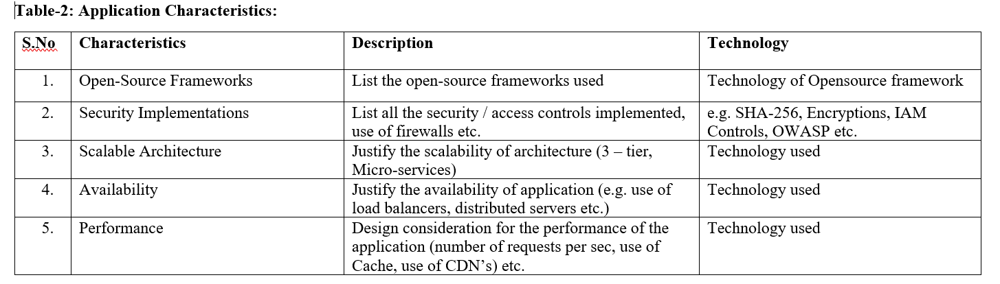 Table-2: Application Characteristics:
S.No Characteristics Description Technology
1. Open-Source Frameworks List the open-source frameworks used Technology of Opensource framework
2. Security Implementations List all the security / access controls implemented, e.g. SHA-256, Encryptions, IAM
use of firewalls etc. Controls, OWASP etc.
3. Scalable Architecture Justify the scalability of architecture (3 – tier, Technology used
Micro-services)
4. Availability Justify the availability of application (e.g. use of Technology used
load balancers, distributed servers etc.)
5. Performance Design consideration for the performance of the Technology used
application (number of requests per sec, use of
Cache, use of CDN’s) etc.